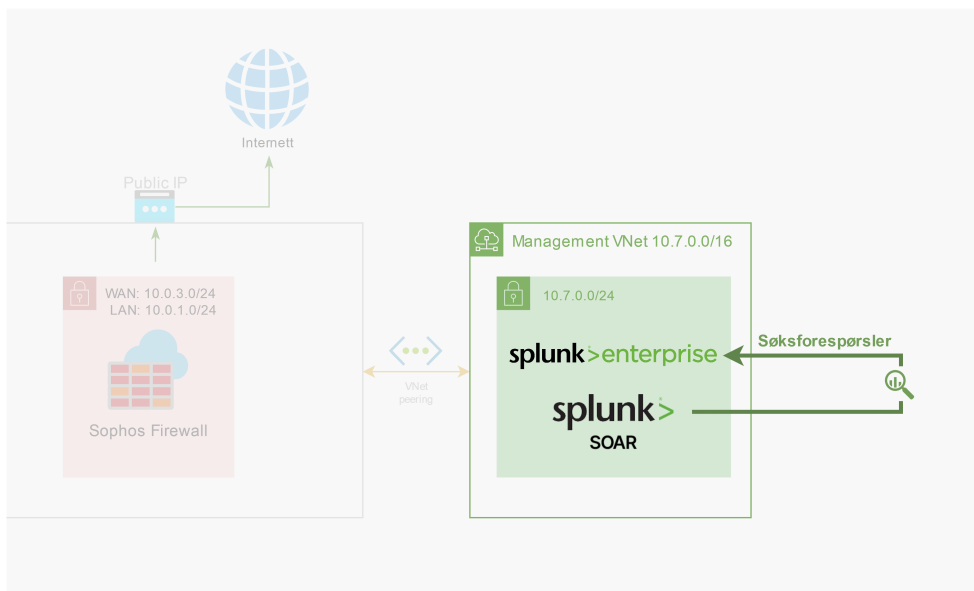 Internett
Public IP
Management VNet 10.7.0.0/16
WAN: 10.0.3.0/24
LAN: 10.0.1.0/24
10.7.0.0/24
Søksforespørsler
splunk>enterprise
VNet
peering
splunk>
SOAR
Sophos Firewall